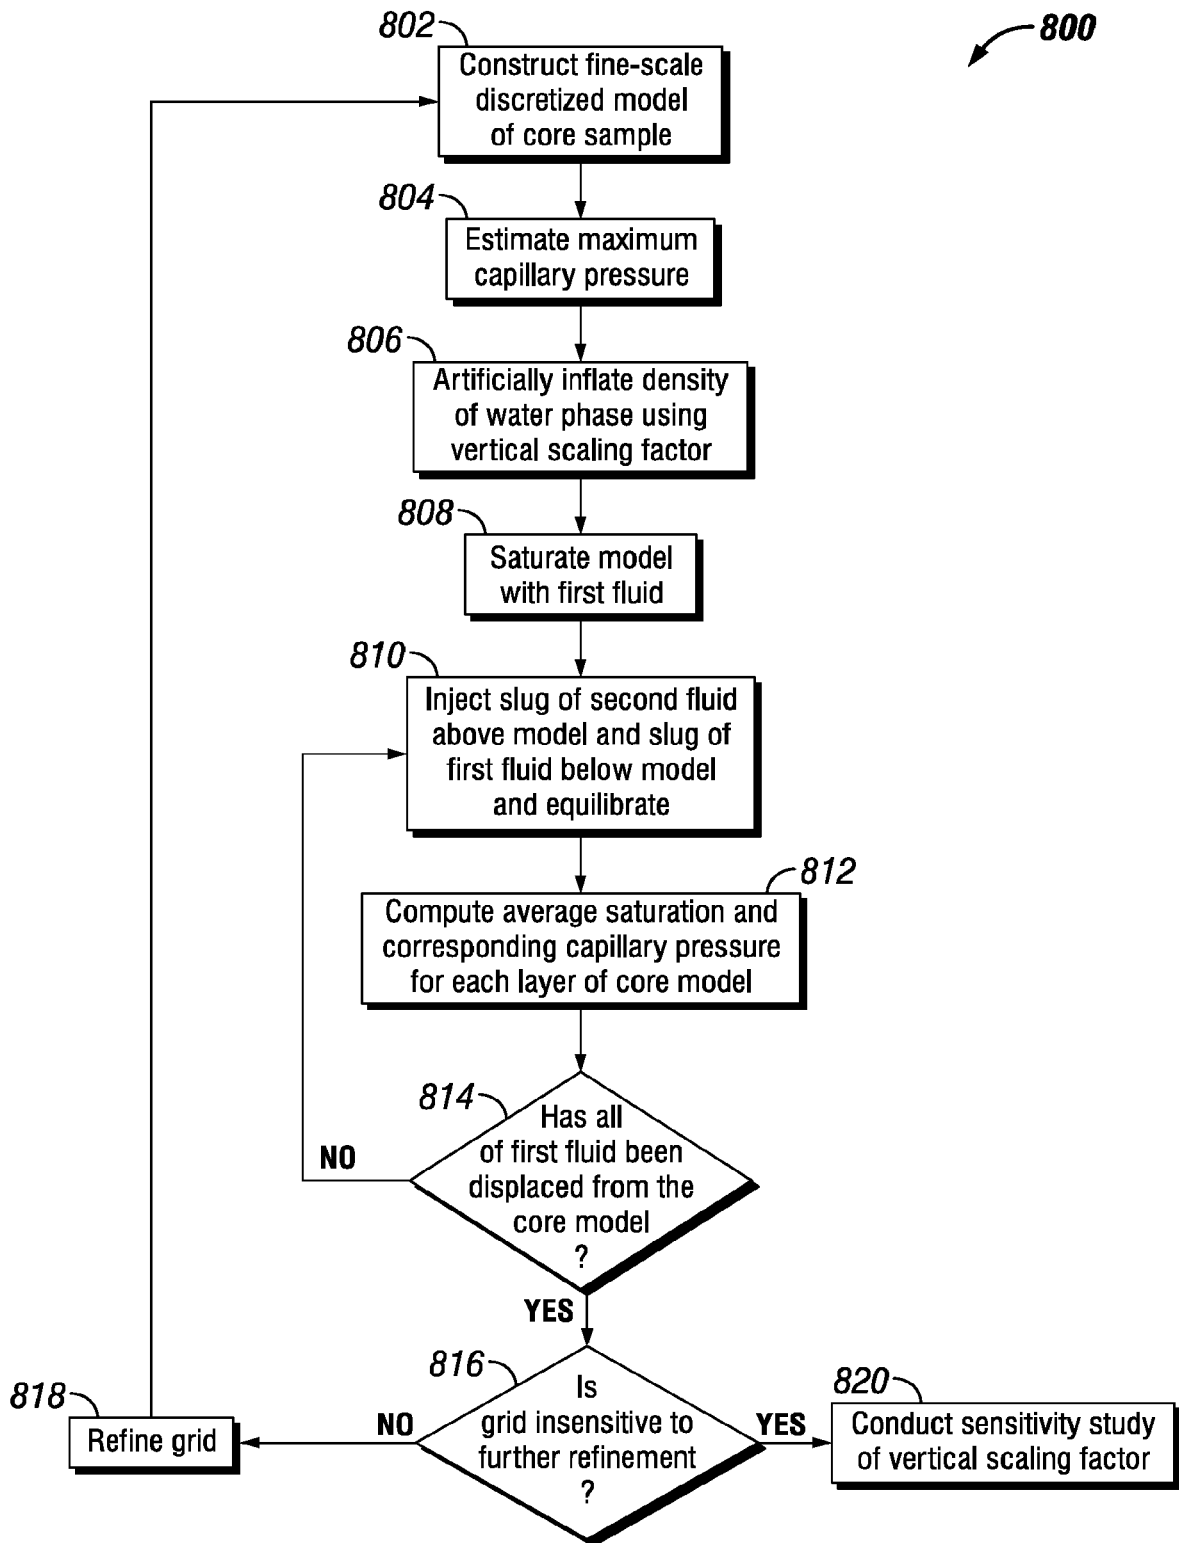 800
802
Construct fine-scale
discretized model
of core sample
804
Estimate maximum
capillary pressure
806
Artificially inflate density
of water phase using
vertical scaling factor
808
Saturate model
with first fluid
810
Inject slug of second fluid
above model and slug of
first fluid below model
and equilibrate
812
Compute average saturation and
corresponding capillary pressure
for each layer of core model
814
Has all
of first fluid been
displaced from the
core model
?
NO
YES
816
Is
grid insensitive to
further refinement
?
NO
YES
818
Refine grid
820
Conduct sensitivity study
of vertical scaling factor